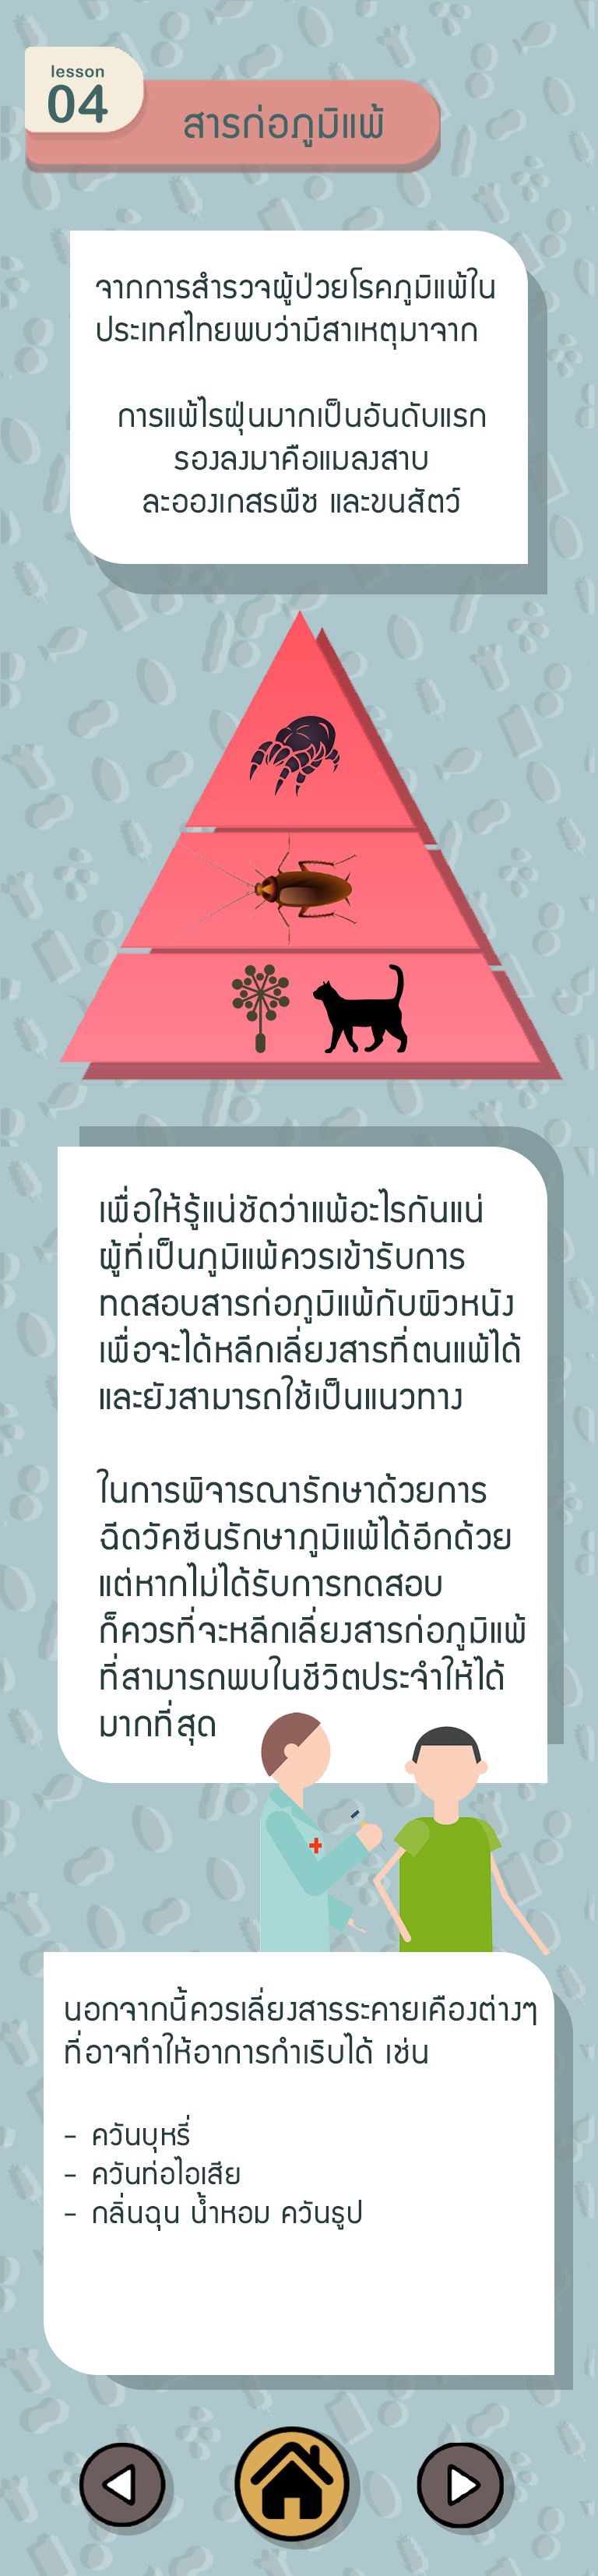 lesson
04
สารก่อภูมิแพ้
จากการสำรวจผู้ป่วยโรคภูมิแพ้ใน
ประเทศไทยพบว่ามีสาเหตุมาจาก
การแพ้ไรฝุ่นมากเป็นอันดับแรก
รองลงมาคือแมลงสาบ
ละอองเกสรพืช และขนสัตว์
เพื่อให้รู้แน่ชัดว่าแพ้อะไรกันแน่
ผู้ที่เป็นภูมิแพ้ควรเข้ารับการ
ทดสอบสารก่อภูมิแพ้กับผิวหนัง
เพื่อจะได้หลีกเลี่ยงสารที่ตนแพ้ได้
และยังสามารถใช้เป็นแนวทาง
ในการพิจารณารักษาด้วยการ
ฉีดวัคซีนรักษาภูมิแพ้ได้อีกด้วย
แต่หากไม่ได้รับการทดสอบ
ก็ควรที่จะหลีกเลี่ยงสารก่อภูมิแพ้
ที่สามารถพบในชีวิตประจำให้ได้
มากที่สุด
นอกจากนี้ควรเลี่ยงสารระคายเคืองต่างๆ
ที่อาจทำให้อาการกำเริบได้ เช่น
- ควันบุหรี่
- ควันท่อไอเสีย
- กลิ่นฉุน น้ำหอม ควันธูป